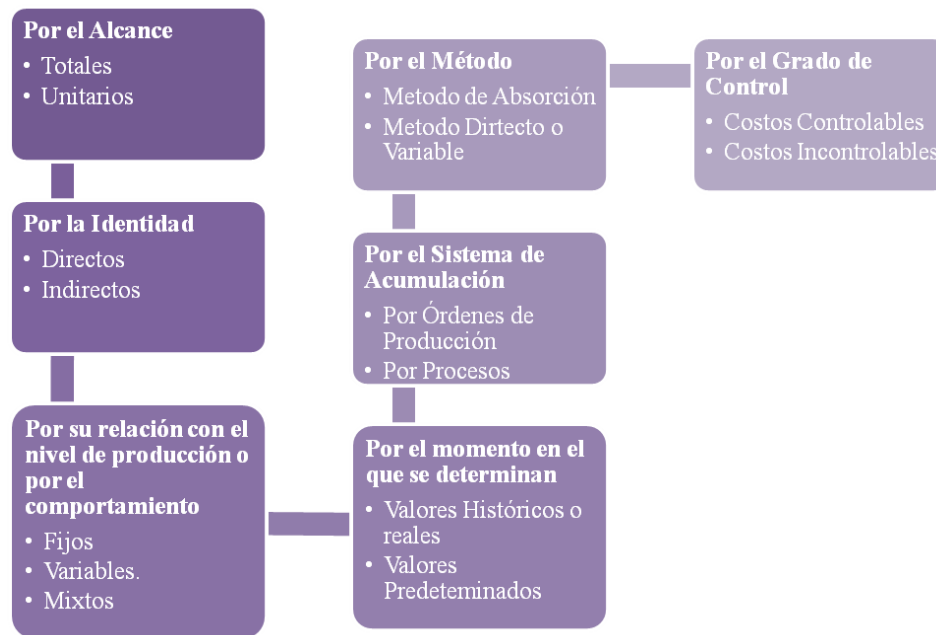 Por el Alcance
• Totales
• Unitarios
Por la Identidad
• Directos
• Indirectos
Por su relación con el
nivel de producción o
por el
comportamiento
• Fijos
• Variables.
• Mixtos
Por el momento en el
que se determinan
• Valores Históricos o
reales
• Valores
Predeteminados
Por el Sistema de
Acumulación
• Por Órdenes de
Producción
• Por Procesos
Por el Método
• Metodo de Absorción
• Metodo Dirtecto o
Variable
Por el Grado de
Control
• Costos Controlables
• Costos Incontrolables